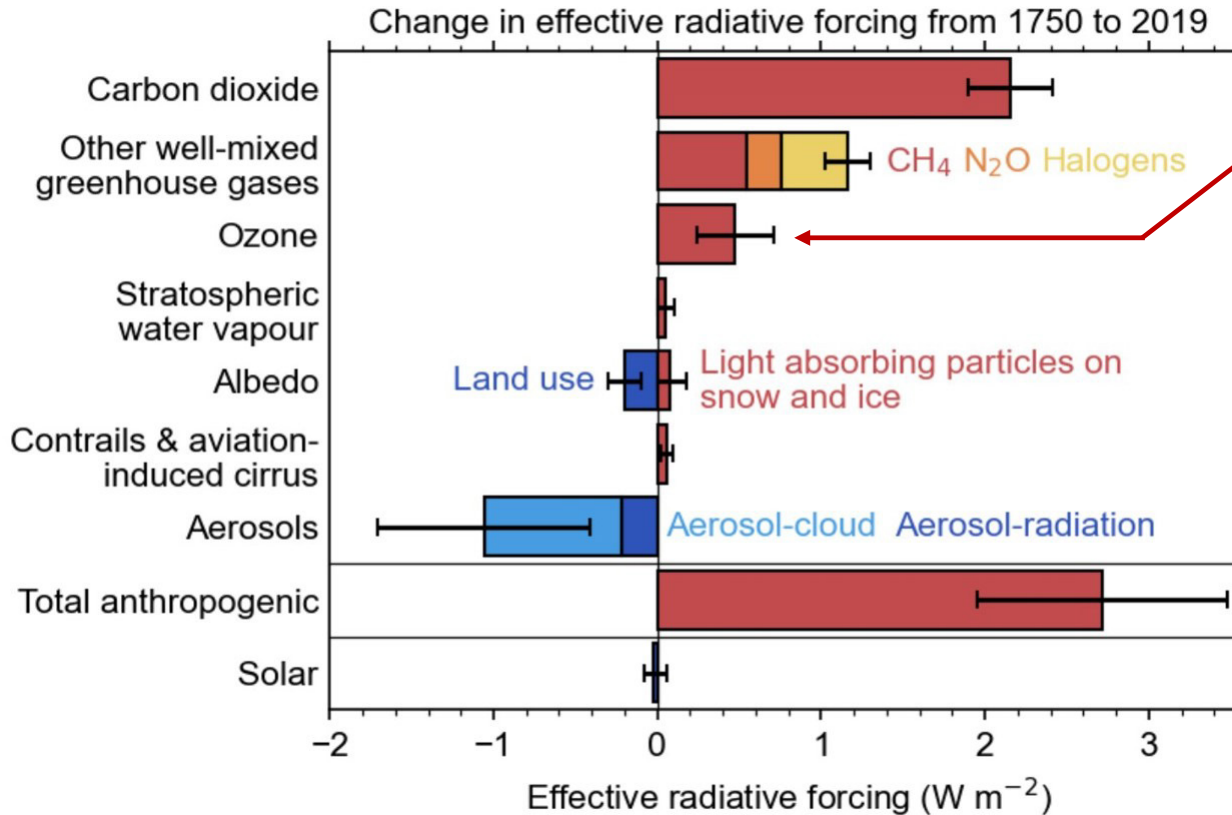 Change in effective radiative forcing from 1750 to 2019
Carbon dioxide
Other well-mixed
greenhouse gases
CH₄ N₂O Halogens
Ozone
Stratospheric
water vapour
Albedo
Land use
Light absorbing particles on
snow and ice
Contrails & aviation-
induced cirrus
Aerosols
Aerosol-cloud Aerosol-radiation
Total anthropogenic
Solar
−2 −1 0 1 2 3
Effective radiative forcing (W m⁻²)